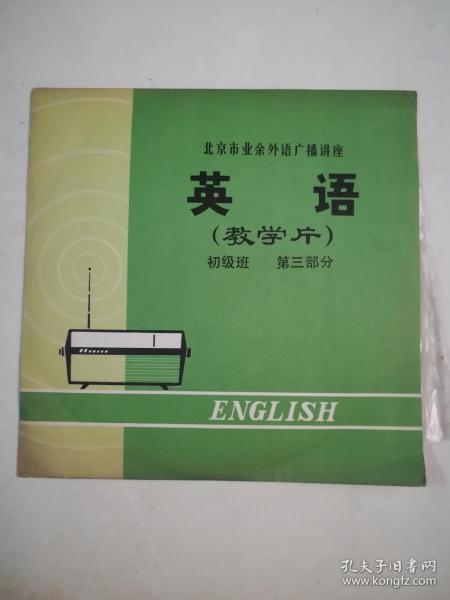 北京市业余外语广播讲座
英 语
(教学片)
初级班 第三部分
ENGLISH
孔夫子旧书网
www.kongfz.com